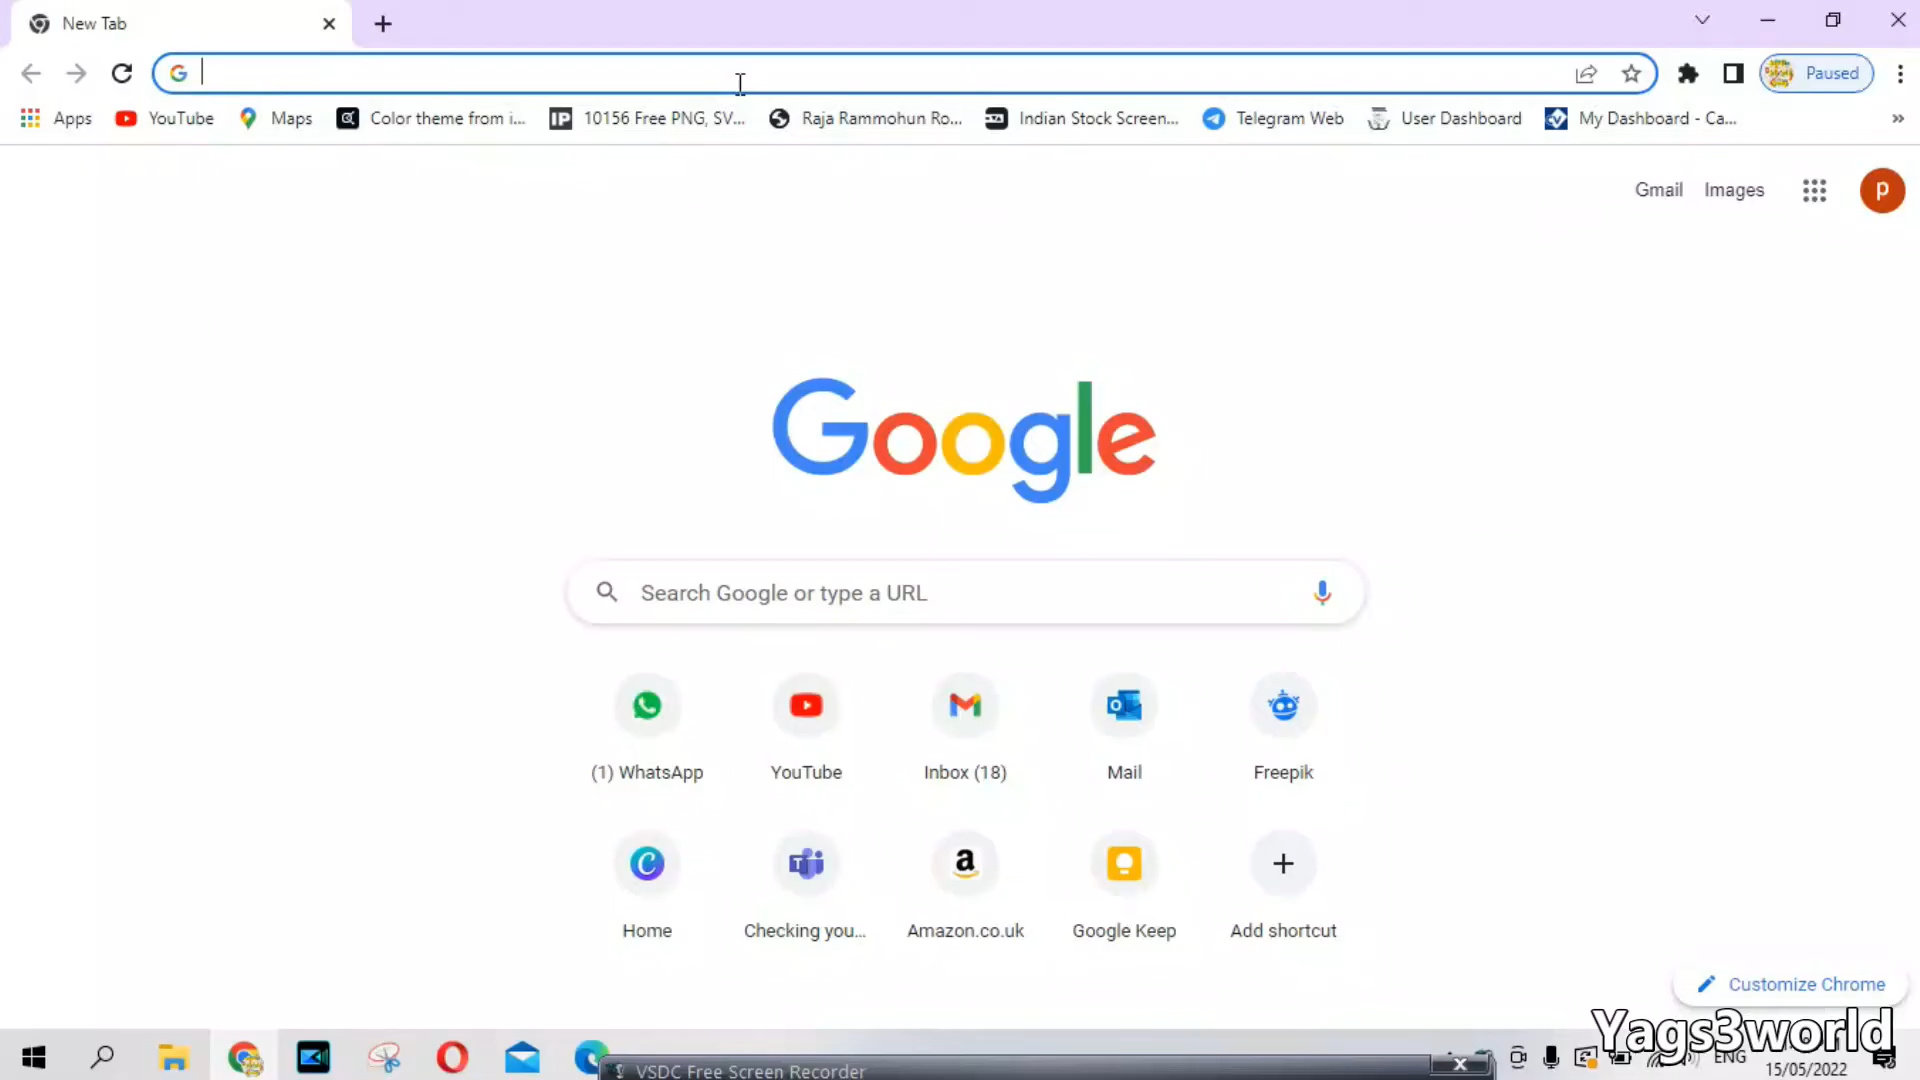 New Tab
Paused
Apps YouTube Maps Color theme from i... 10156 Free PNG, SV... Raja Rammohun Ro... Indian Stock Screen... Telegram Web User Dashboard My Dashboard - Ca...
Gmail Images p
Google
Search Google or type a URL
(1) WhatsApp YouTube Inbox (18) Mail Freepik
Home Checking you... Amazon.co.uk Google Keep Add shortcut
Customize Chrome
Yags3world
VSDC Free Screen Recorder
ENG
15/05/2022